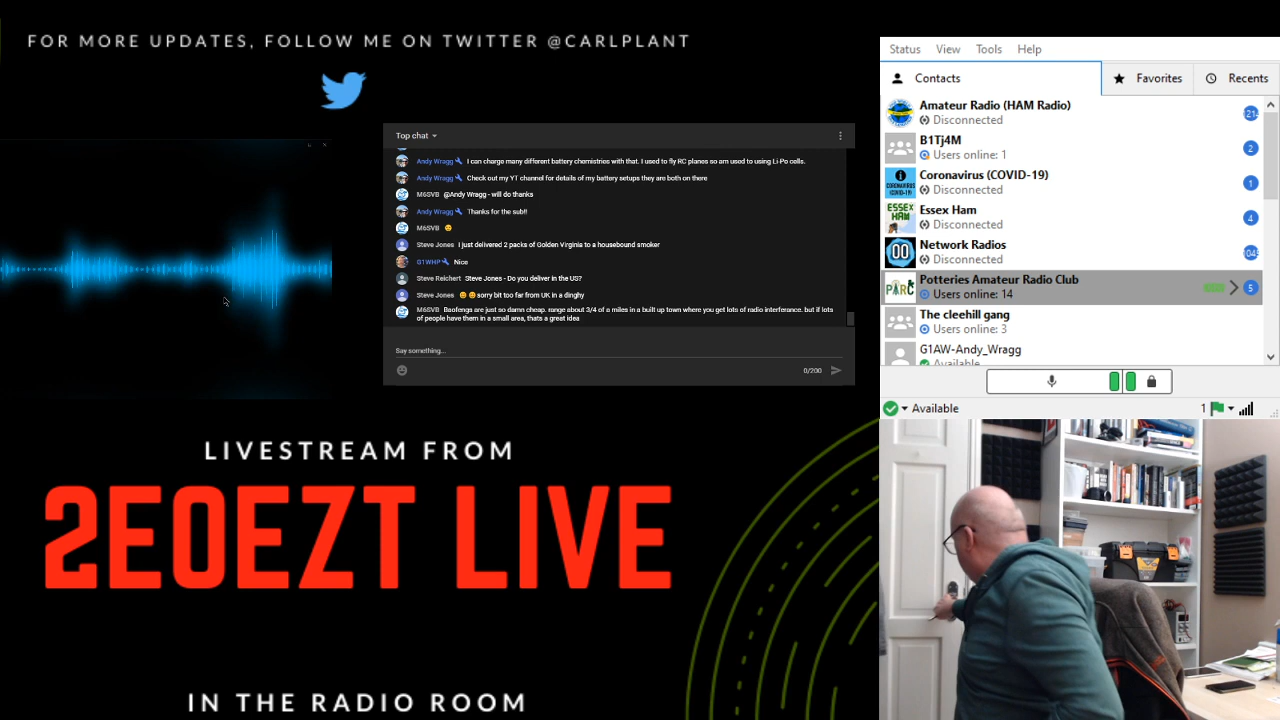 FOR MORE UPDATES, FOLLOW ME ON TWITTER @CARLPLANT
Top chat
Andy Wragg I can charge many different battery chemistries with that. I used to fly RC planes so am used to using Li-Po cells.
Andy Wragg Check out my YT channel for details of my battery setups they are both on there
M6SVB @Andy Wragg - will do thanks
Andy Wragg Thanks for the sub!!
M6SVB
Steve Jones I just delivered 2 packs of Golden Virginia to a housebound smoker
G1WHP Nice
Steve Reichert Steve Jones - Do you deliver in the US?
Steve Jones sorry bit too far from UK in a dinghy
M6SVB Baofengs are just so damn cheap. range about 3/4 of a miles in a built up town where you get lots of radio interferance. but if lots
of people have them in a small area, thats a great idea
Say something...
0/200
LIVESTREAM FROM
2E0EZT LIVE
IN THE RADIO ROOM
Status View Tools Help
Contacts Favorites Recents
Amateur Radio (HAM Radio)
Disconnected
B1Tj4M
Users online: 1
2
Coronavirus (COVID-19)
Disconnected
1
CORONAVIRUS
Essex Ham
Disconnected
4
ESSEX
HAM
Network Radios
Disconnected
Potteries Amateur Radio Club
Users online: 14
5
PARC
The cleehill gang
Users online: 3
G1AW-Andy_Wragg
Available
Available
1